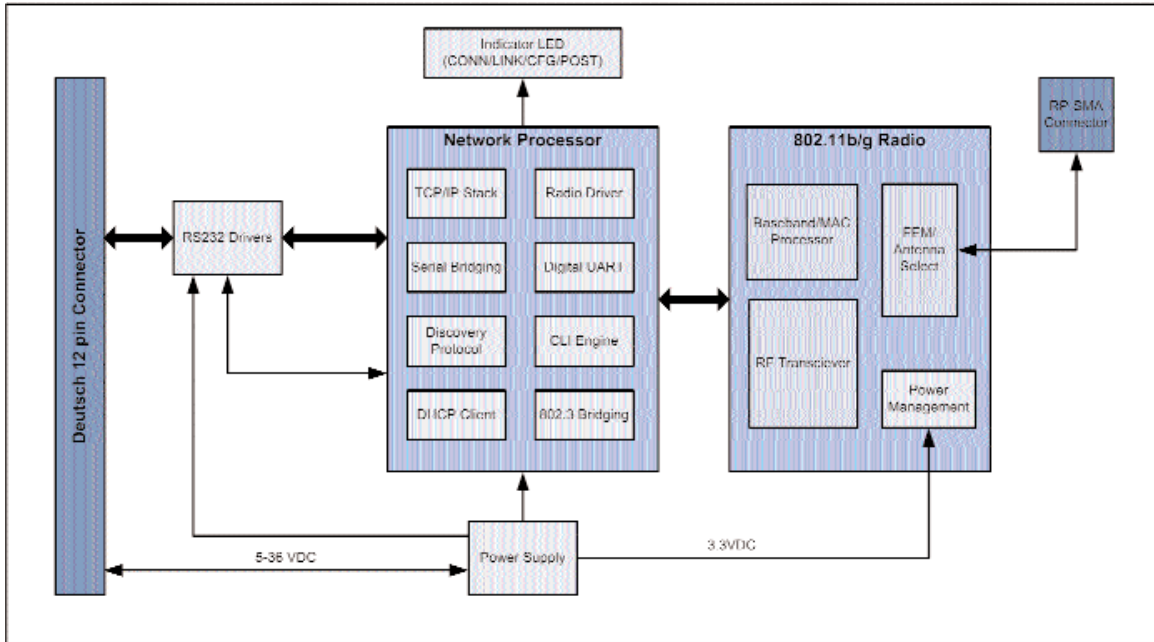 Indicator LED
(CONN/LINK/CFG/POST)
Deutsch 12 pin Connector
RS232 Drivers
Network Processor
TCP/IP Stack
Radio Driver
Serial Bridging
Digital UART
Discovery
Protocol
CLI Engine
DHCP Client
802.3 Bridging
802.11b/g Radio
Baseband/MAC
Processor
FEM/
Antenna
Select
RF Transciever
Power
Management
RP SMA
Connector
Power Supply
5-36 VDC
3.3VDC